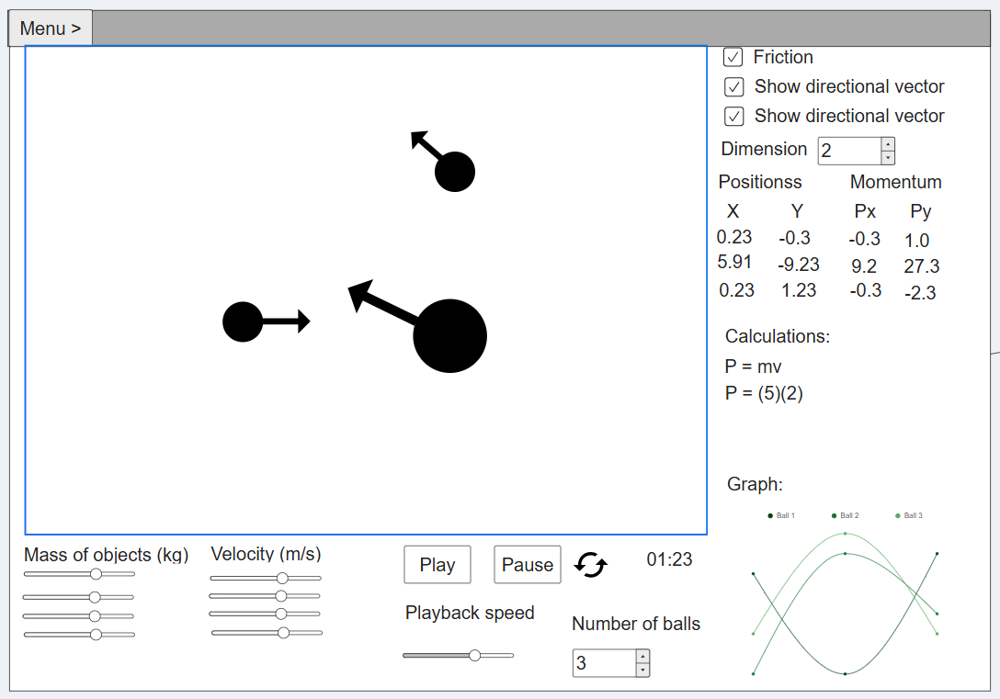 Menu >
Friction
Show directional vector
Show directional vector
Dimension 2
Positionss Momentum
X Y Px Py
0.23 -0.3 -0.3 1.0
5.91 -9.23 9.2 27.3
0.23 1.23 -0.3 -2.3
Calculations:
P = mv
P = (5)(2)
Graph:
Ball 1 Ball 2 Ball 3
Mass of objects (kg) Velocity (m/s)
Play Pause 01:23
Playback speed
Number of balls
3